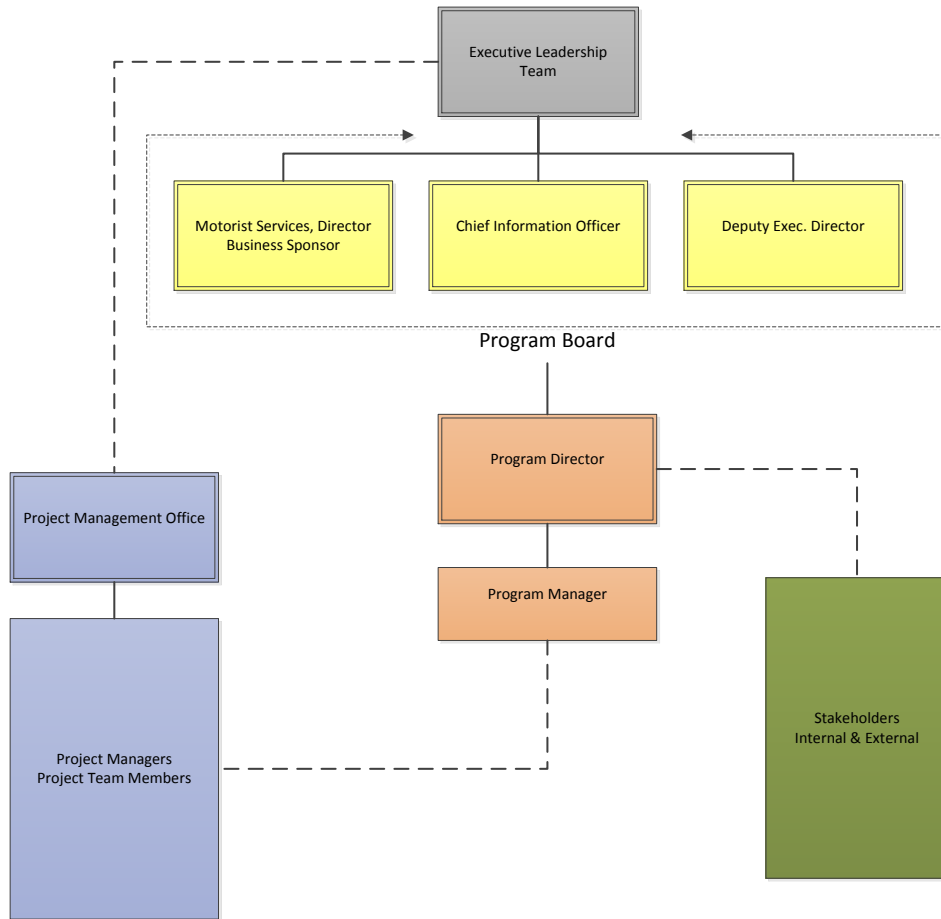 Executive Leadership
Team
Motorist Services, Director
Business Sponsor
Chief Information Officer
Deputy Exec. Director
Program Board
Program Director
Project Management Office
Program Manager
Stakeholders
Internal & External
Project Managers
Project Team Members